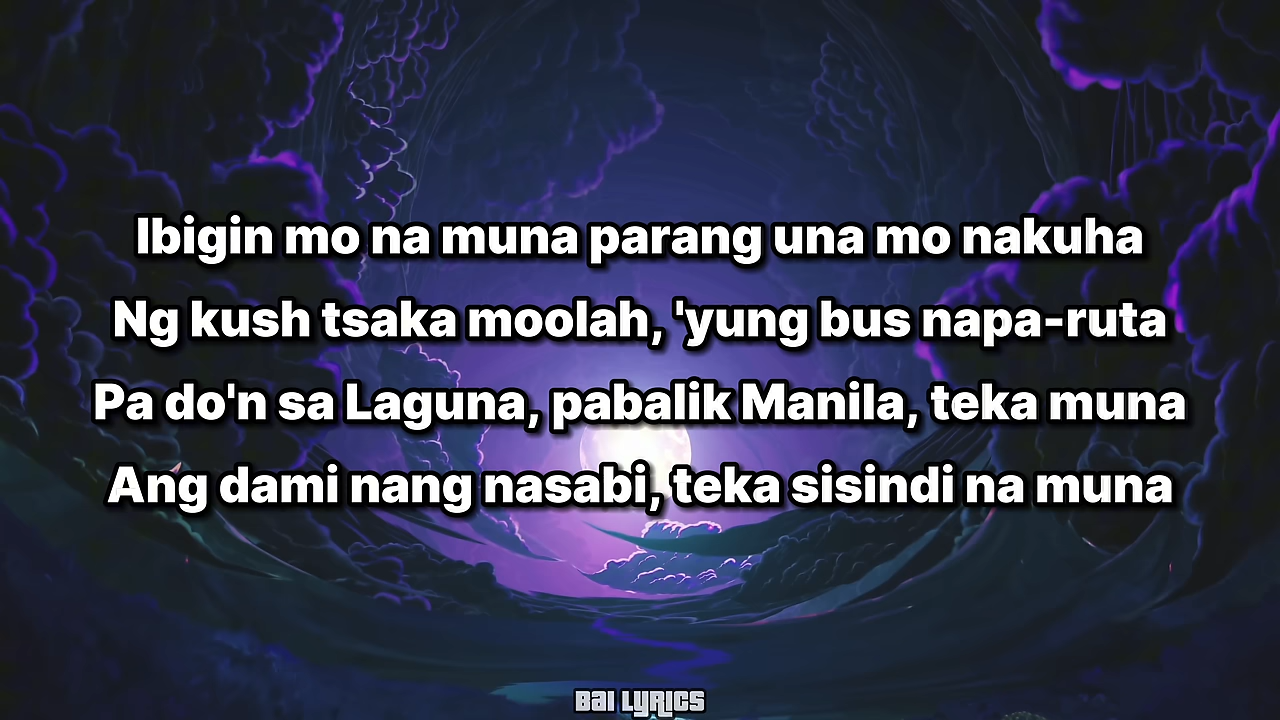 Ibigin mo na muna parang una mo nakuha
Ng kush tsaka moolah, 'yung bus napa-ruta
Pa do'n sa Laguna, pabalik Manila, teka muna
Ang dami nang nasabi, teka sisindi na muna
BAI LYRICS